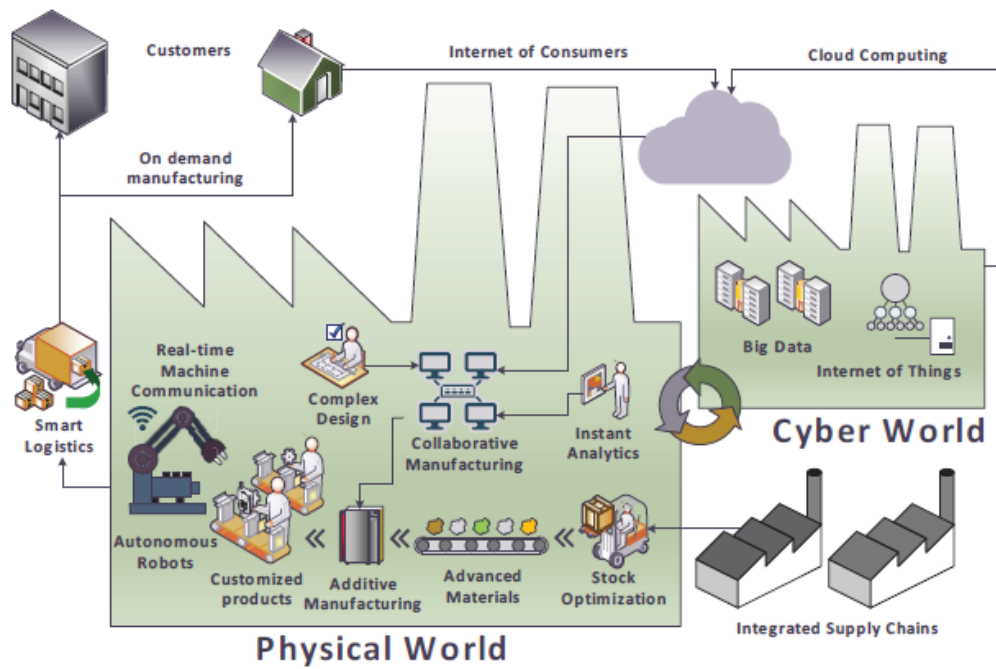 Customers
Internet of Consumers
Cloud Computing
On demand
manufacturing
Real-time
Machine
Communication
Smart
Logistics
Complex
Design
Collaborative
Manufacturing
Instant
Analytics
Big Data
Internet of Things
Cyber World
Autonomous
Robots
Customized
products
Additive
Manufacturing
Advanced
Materials
Stock
Optimization
Integrated Supply Chains
Physical World